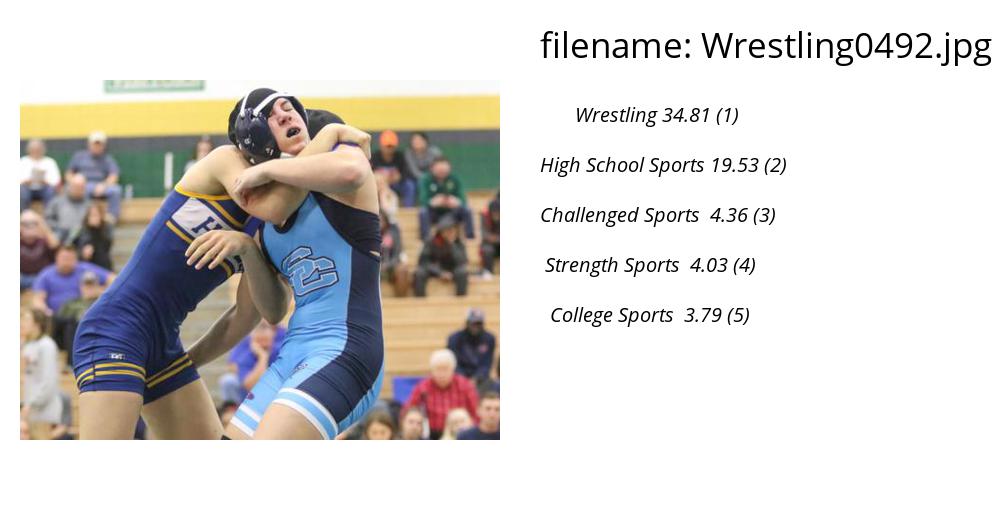 filename: Wrestling0492.jpg
Wrestling 34.81 (1)
High School Sports 19.53 (2)
Challenged Sports 4.36 (3)
Strength Sports 4.03 (4)
College Sports 3.79 (5)
SC